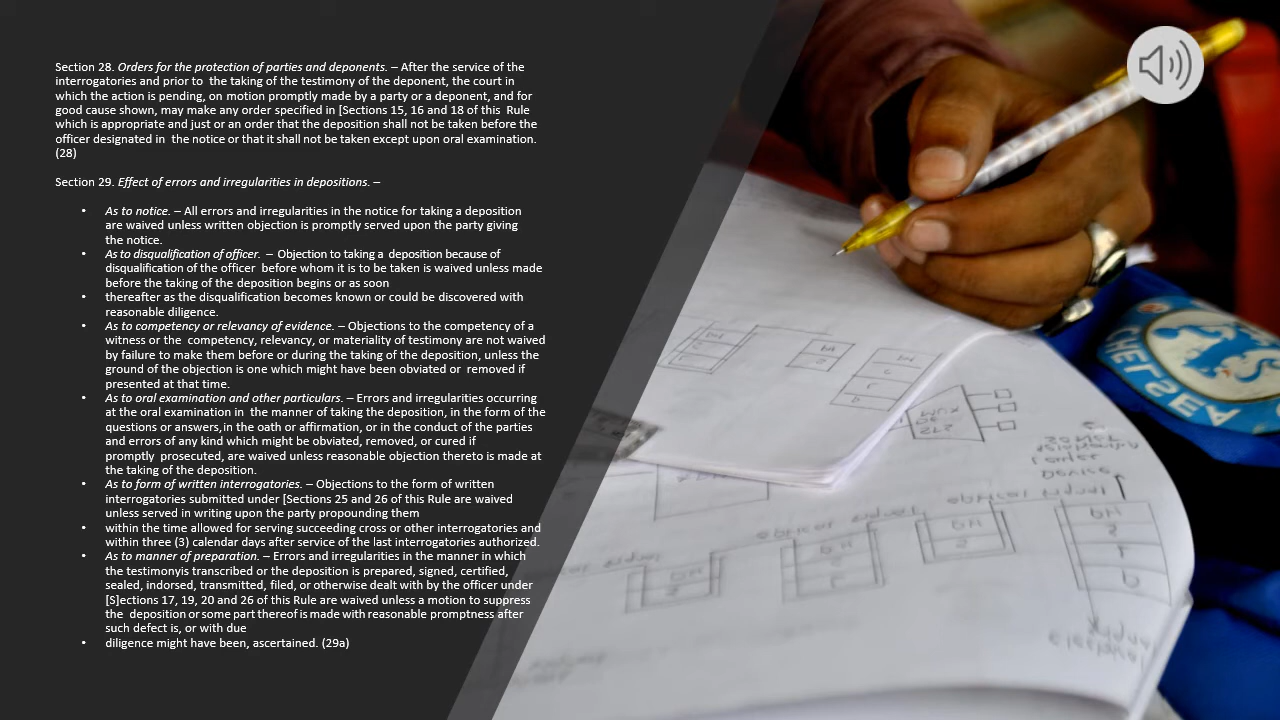 Section 28. Orders for the protection of parties and deponents. – After the service of the
interrogatories and prior to the taking of the testimony of the deponent, the court in
which the action is pending, on motion promptly made by a party or a deponent, and for
good cause shown, may make any order specified in [Sections 15, 16 and 18 of this Rule
which is appropriate and just or an order that the deposition shall not be taken before the
officer designated in the notice or that it shall not be taken except upon oral examination.
(28)
Section 29. Effect of errors and irregularities in depositions. –
• As to notice. – All errors and irregularities in the notice for taking a deposition
are waived unless written objection is promptly served upon the party giving
the notice.
• As to disqualification of officer. – Objection to taking a deposition because of
disqualification of the officer before whom it is to be taken is waived unless made
before the taking of the deposition begins or as soon
• thereafter as the disqualification becomes known or could be discovered with
reasonable diligence.
• As to competency or relevancy of evidence. – Objections to the competency of a
witness or the competency, relevancy, or materiality of testimony are not waived
by failure to make them before or during the taking of the deposition, unless the
ground of the objection is one which might have been obviated or removed if
presented at that time.
• As to oral examination and other particulars. – Errors and irregularities occurring
at the oral examination in the manner of taking the deposition, in the form of the
questions or answers,in the oath or affirmation, or in the conduct of the parties
and errors of any kind which might be obviated, removed, or cured if
promptly prosecuted, are waived unless reasonable objection thereto is made at
the taking of the deposition.
• As to form of written interrogatories. – Objections to the form of written
interrogatories submitted under [Sections 25 and 26 of this Rule are waived
unless served in writing upon the party propounding them
• within the time allowed for serving succeeding cross or other interrogatories and
within three (3) calendar days after service of the last interrogatories authorized.
• As to manner of preparation. – Errors and irregularities in the manner in which
the testimonyis transcribed or the deposition is prepared, signed, certified,
sealed, indorsed, transmitted, filed, or otherwise dealt with by the officer under
[S]ections 17, 19, 20 and 26 of this Rule are waived unless a motion to suppress
the deposition or some part thereof is made with reasonable promptness after
such defect is, or with due
• diligence might have been, ascertained. (29a)
CHELSEA